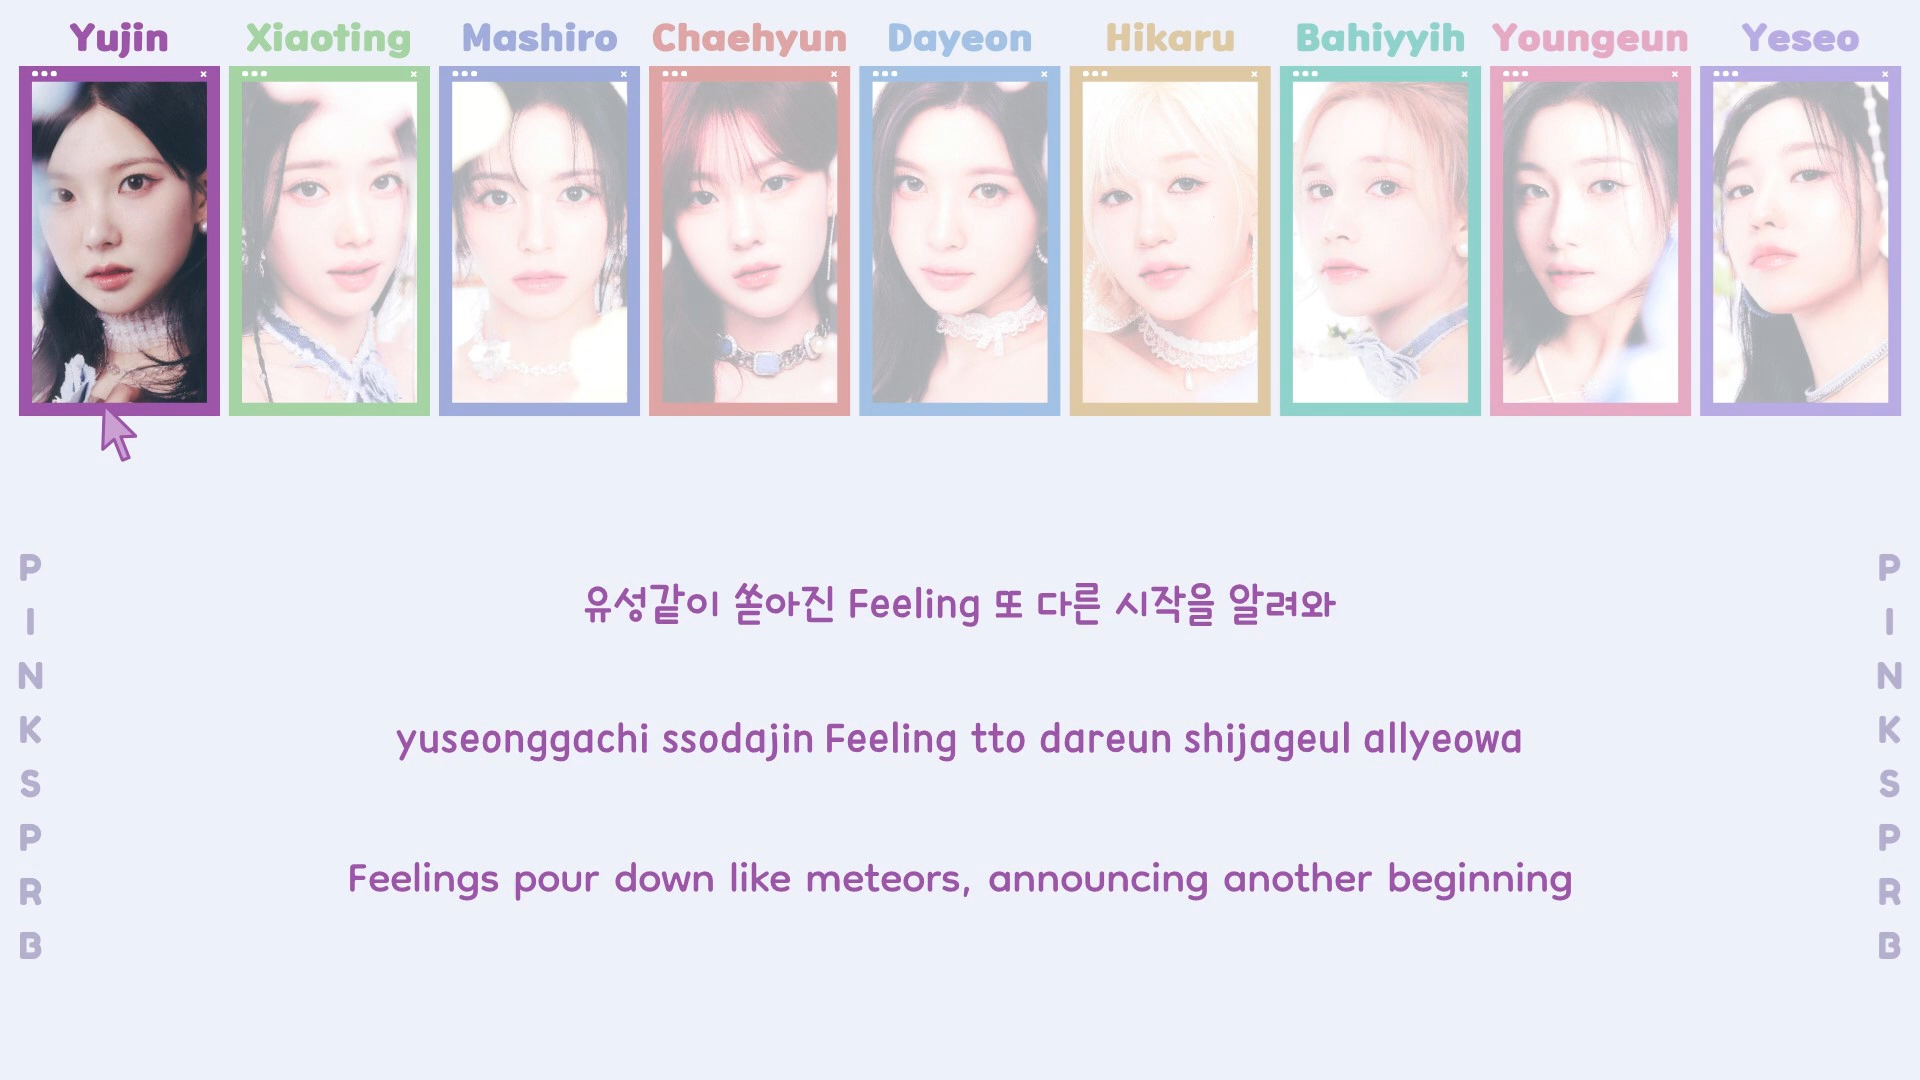 Yujin Xiaoting Mashiro Chaehyun Dayeon Hikaru Bahiyyih Youngeun Yeseo
유성같이 쏟아진 Feeling 또 다른 시작을 알려와
yuseonggachi ssodajin Feeling tto dareun shijageul allyeowa
Feelings pour down like meteors, announcing another beginning
PINKSPRB
PINKSPRB